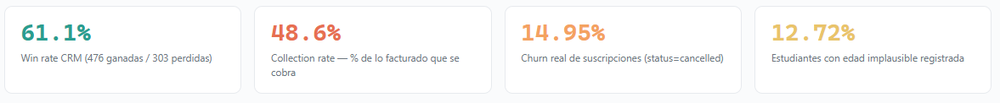 61.1%
Win rate CRM (476 ganadas / 303 perdidas)
48.6%
Collection rate — % de lo facturado que se
cobra
14.95%
Churn real de suscripciones (status=cancelled)
12.72%
Estudiantes con edad implausible registrada